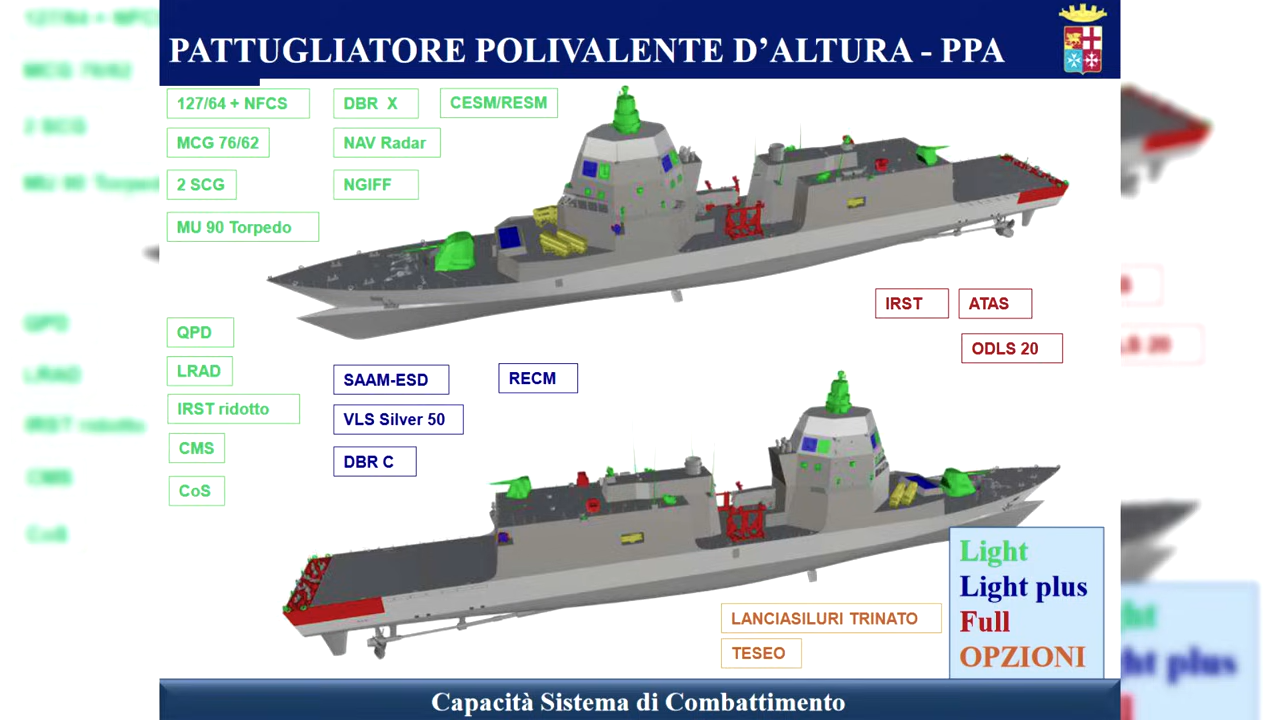 PATTUGLIATORE POLIVALENTE D’ALTURA - PPA
127/64 + NFCS
DBR X
CESM/RESM
MCG 76/62
NAV Radar
2 SCG
NGIFF
MU 90 Torpedo
IRST
ATAS
ODLS 20
QPD
LRAD
IRST ridotto
CMS
CoS
SAAM-ESD
RECM
VLS Silver 50
DBR C
LANCIASILURI TRINATO
TESEO
Light
Light plus
Full
OPZIONI
Capacità Sistema di Combattimento